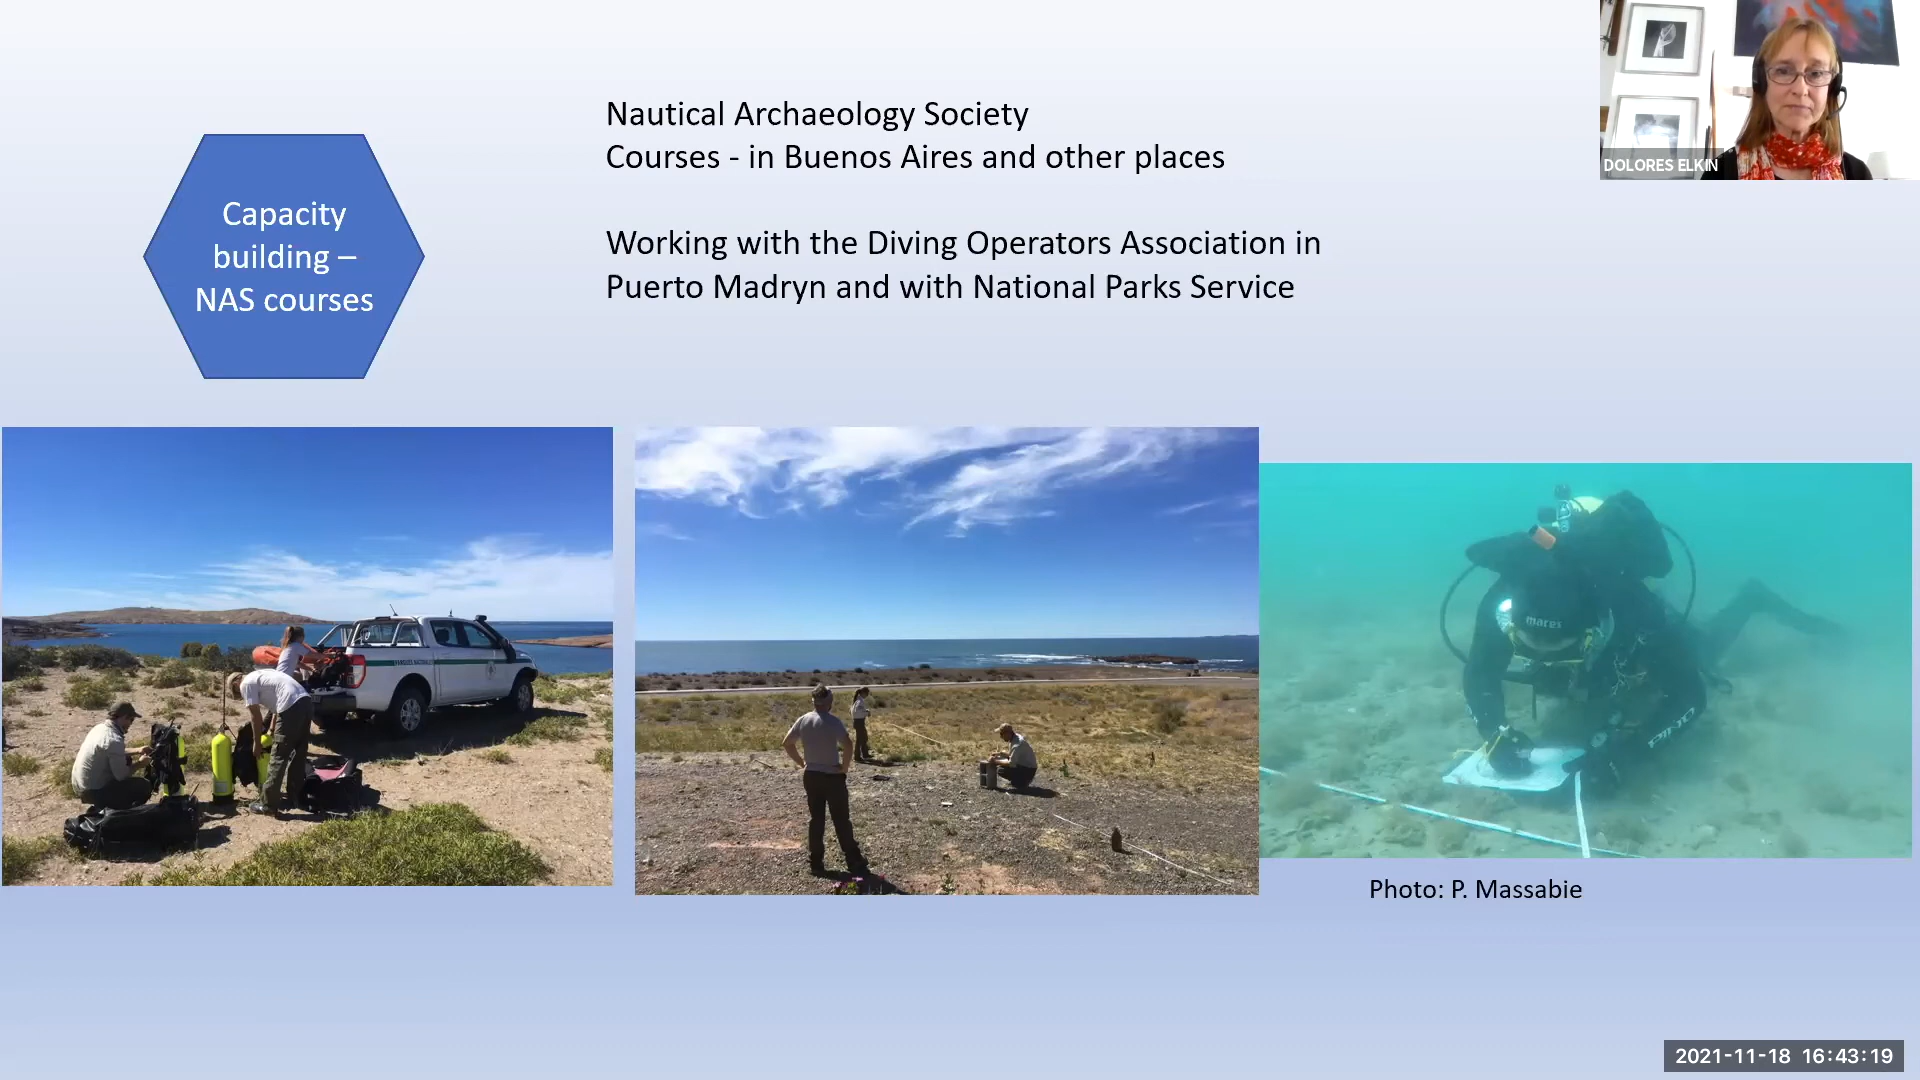 Nautical Archaeology Society
Courses - in Buenos Aires and other places
Working with the Diving Operators Association in
Puerto Madryn and with National Parks Service
Capacity
building –
NAS courses
DOLORES ELKIN
mares
Photo: P. Massabie
2021-11-18 16:43:19